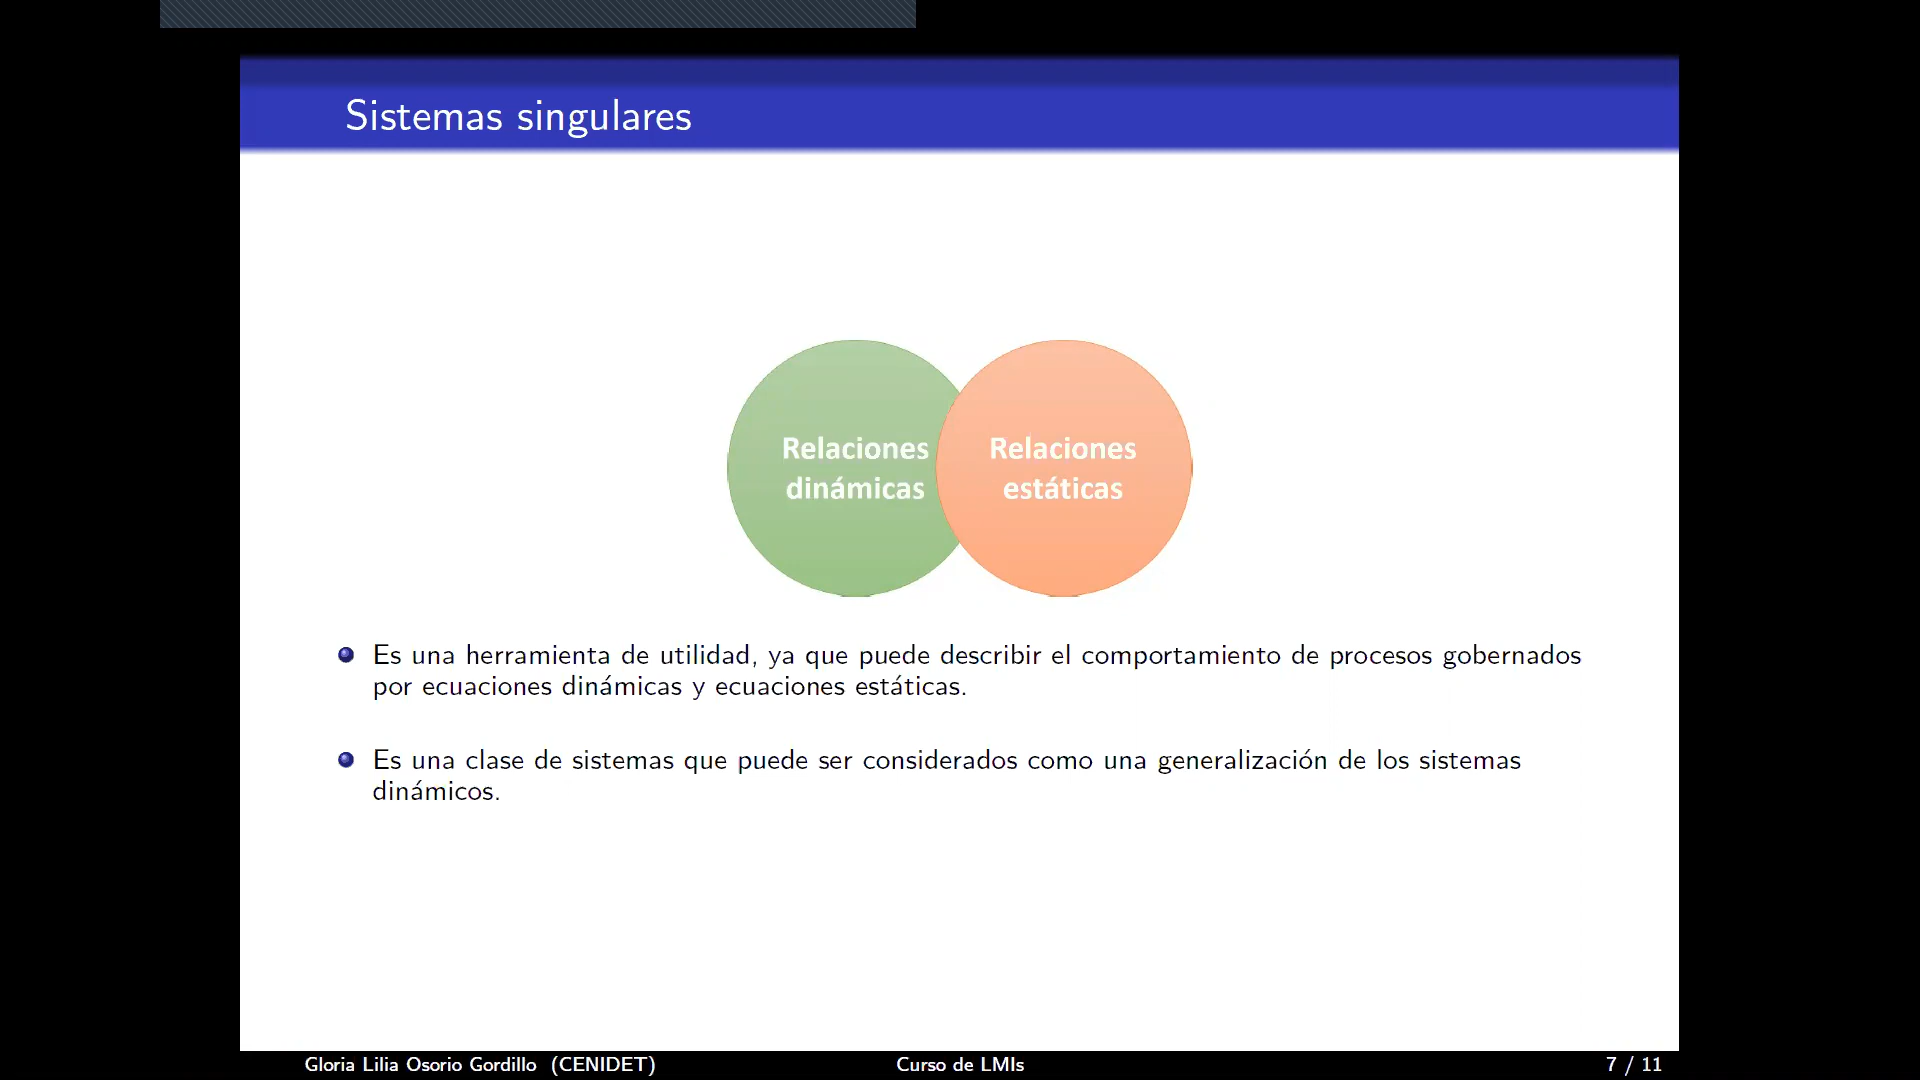 Sistemas singulares
Relaciones
dinámicas
Relaciones
estáticas
Es una herramienta de utilidad, ya que puede describir el comportamiento de procesos gobernados
por ecuaciones dinámicas y ecuaciones estáticas.
Es una clase de sistemas que puede ser considerados como una generalización de los sistemas
dinámicos.
Gloria Lilia Osorio Gordillo (CENIDET)
Curso de LMIs
7 / 11